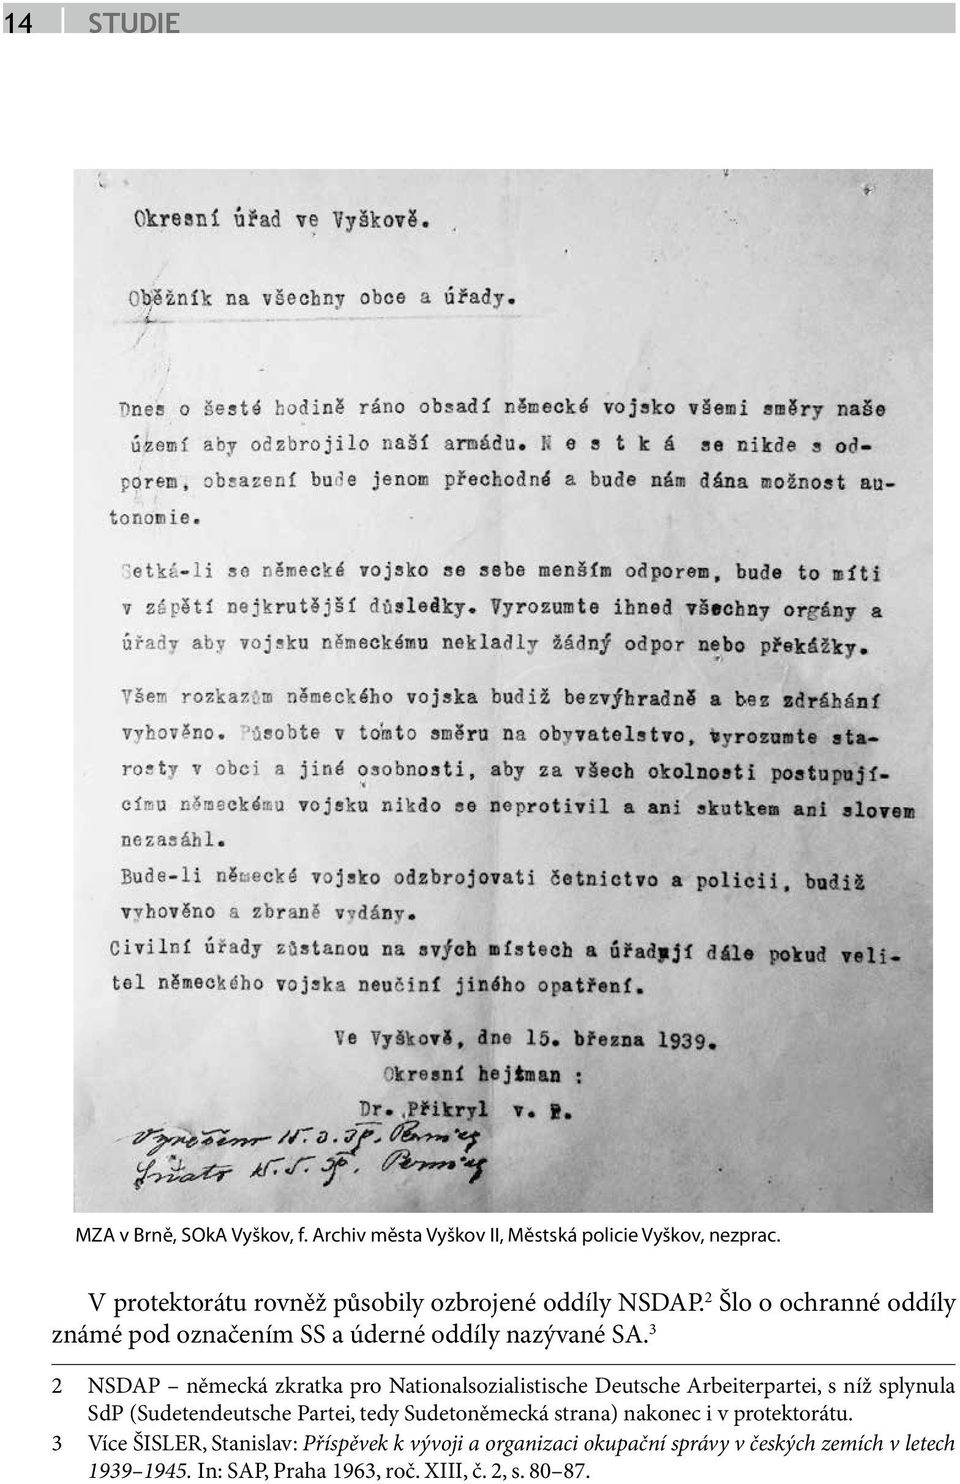 14 STUDIE
Okresní úřad ve Vyškově.
Oběžník na všechny obce a úřady.
Dnes o šesté hodině ráno obsadí německé vojsko všemi směry naše
území aby odzbrojilo naší armádu. N e s t k á se nikde s od-
porem, obsazení bude jenom přechodné a bude nám dána možnost au-
tonomie.
Setká-li se německé vojsko se sebe menším odporem, bude to míti
v zápětí nejkrutější důsledky. Vyrozumte ihned všechny orgány a
úřady aby vojsku německému nekladly žádný odpor nebo překážky.
Všem rozkazům německého vojska budiž bezvýhradně a bez zdráhání
vyhověno. Působte v tomto směru na obyvatelstvo, vyrozumte sta-
rosty v obci a jiné osobnosti, aby za všech okolností postupují-
címu německému vojsku nikdo se neprotivil a ani skutkem ani slovem
nezasáhl.
Bude-li německé vojsko odzbrojovati četnictvo a policii, budiž
vyhověno a zbraně vydány.
Civilní úřady zůstanou na svých místech a úřadují dále pokud veli-
tel německého vojska neučiní jiného opatření.
Ve Vyškově, dne 15. března 1939.
Okresní hejtman :
Dr. Přikryl v. r.
Vyvěšeno 15. 3. 39.
Sňato 15. 5. 39.
MZA v Brně, SOkA Vyškov, f. Archiv města Vyškov II, Městská policie Vyškov, nezprac.
V protektorátu rovněž působily ozbrojené oddíly NSDAP.2 Šlo o ochranné oddíly
známé pod označením SS a úderné oddíly nazývané SA.3
2 NSDAP – německá zkratka pro Nationalsozialistische Deutsche Arbeiterpartei, s níž splynula
SdP (Sudetendeutsche Partei, tedy Sudetoněmecká strana) nakonec i v protektorátu.
3 Více ŠISLER, Stanislav: Příspěvek k vývoji a organizaci okupační správy v českých zemích v letech
1939–1945. In: SAP, Praha 1963, roč. XIII, č. 2, s. 80–87.